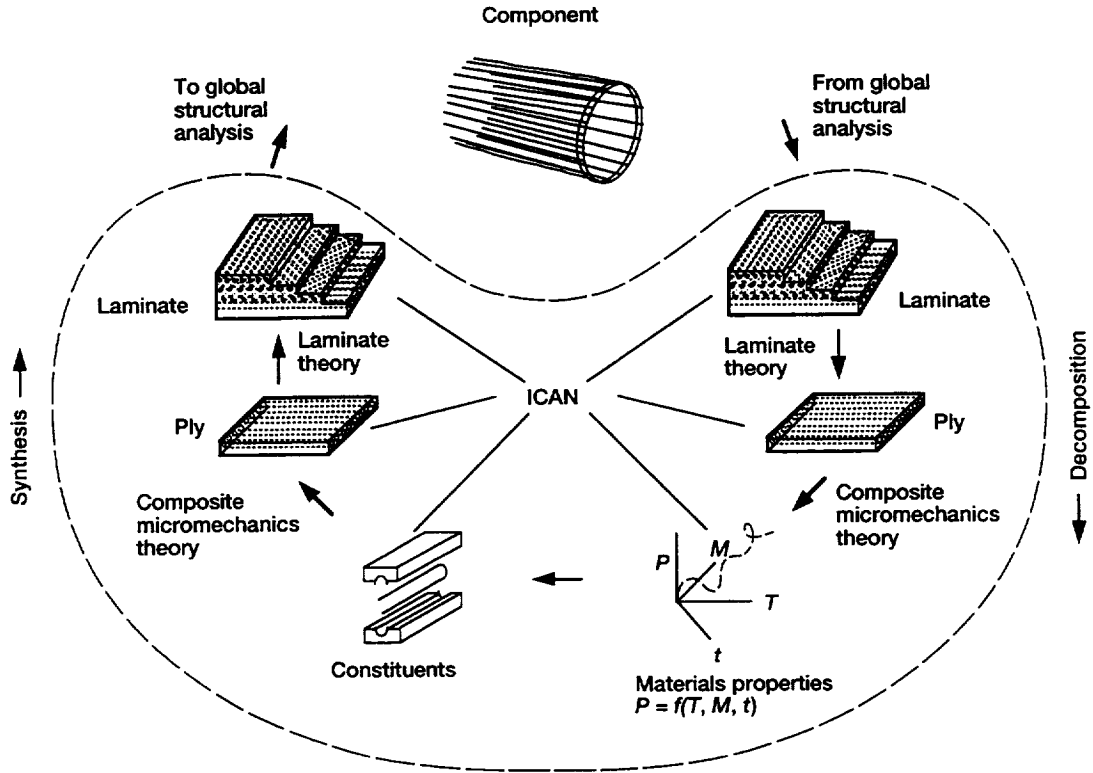 Component
To global
structural
analysis
From global
structural
analysis
Laminate
Laminate
theory
Laminate
Laminate
theory
ICAN
Ply
Ply
Synthesis
Decomposition
Composite
micromechanics
theory
Composite
micromechanics
theory
P
M
T
t
Constituents
Materials properties
P = f(T, M, t)